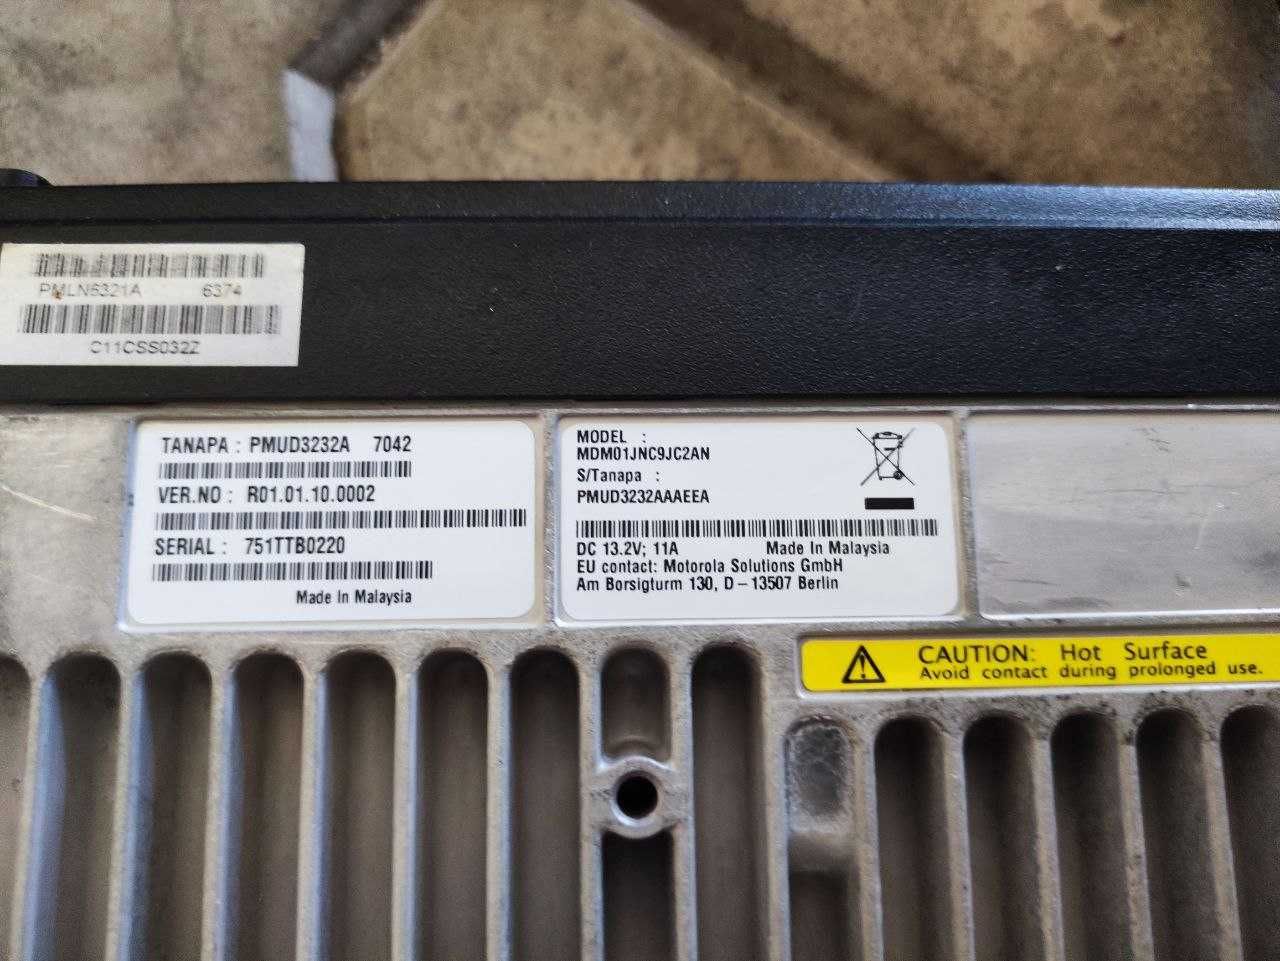 PMLN6321A 6374
C11CSS032Z
TANAPA : PMUD3232A 7042
VER.NO : R01.01.10.0002
SERIAL : 751TTB0220
Made In Malaysia
MODEL :
MDM01JNC9JC2AN
S/Tanapa :
PMUD3232AAAEEA
DC 13.2V; 11A Made In Malaysia
EU contact: Motorola Solutions GmbH
Am Borsigturm 130, D-13507 Berlin
CAUTION: Hot Surface
Avoid contact during prolonged use.